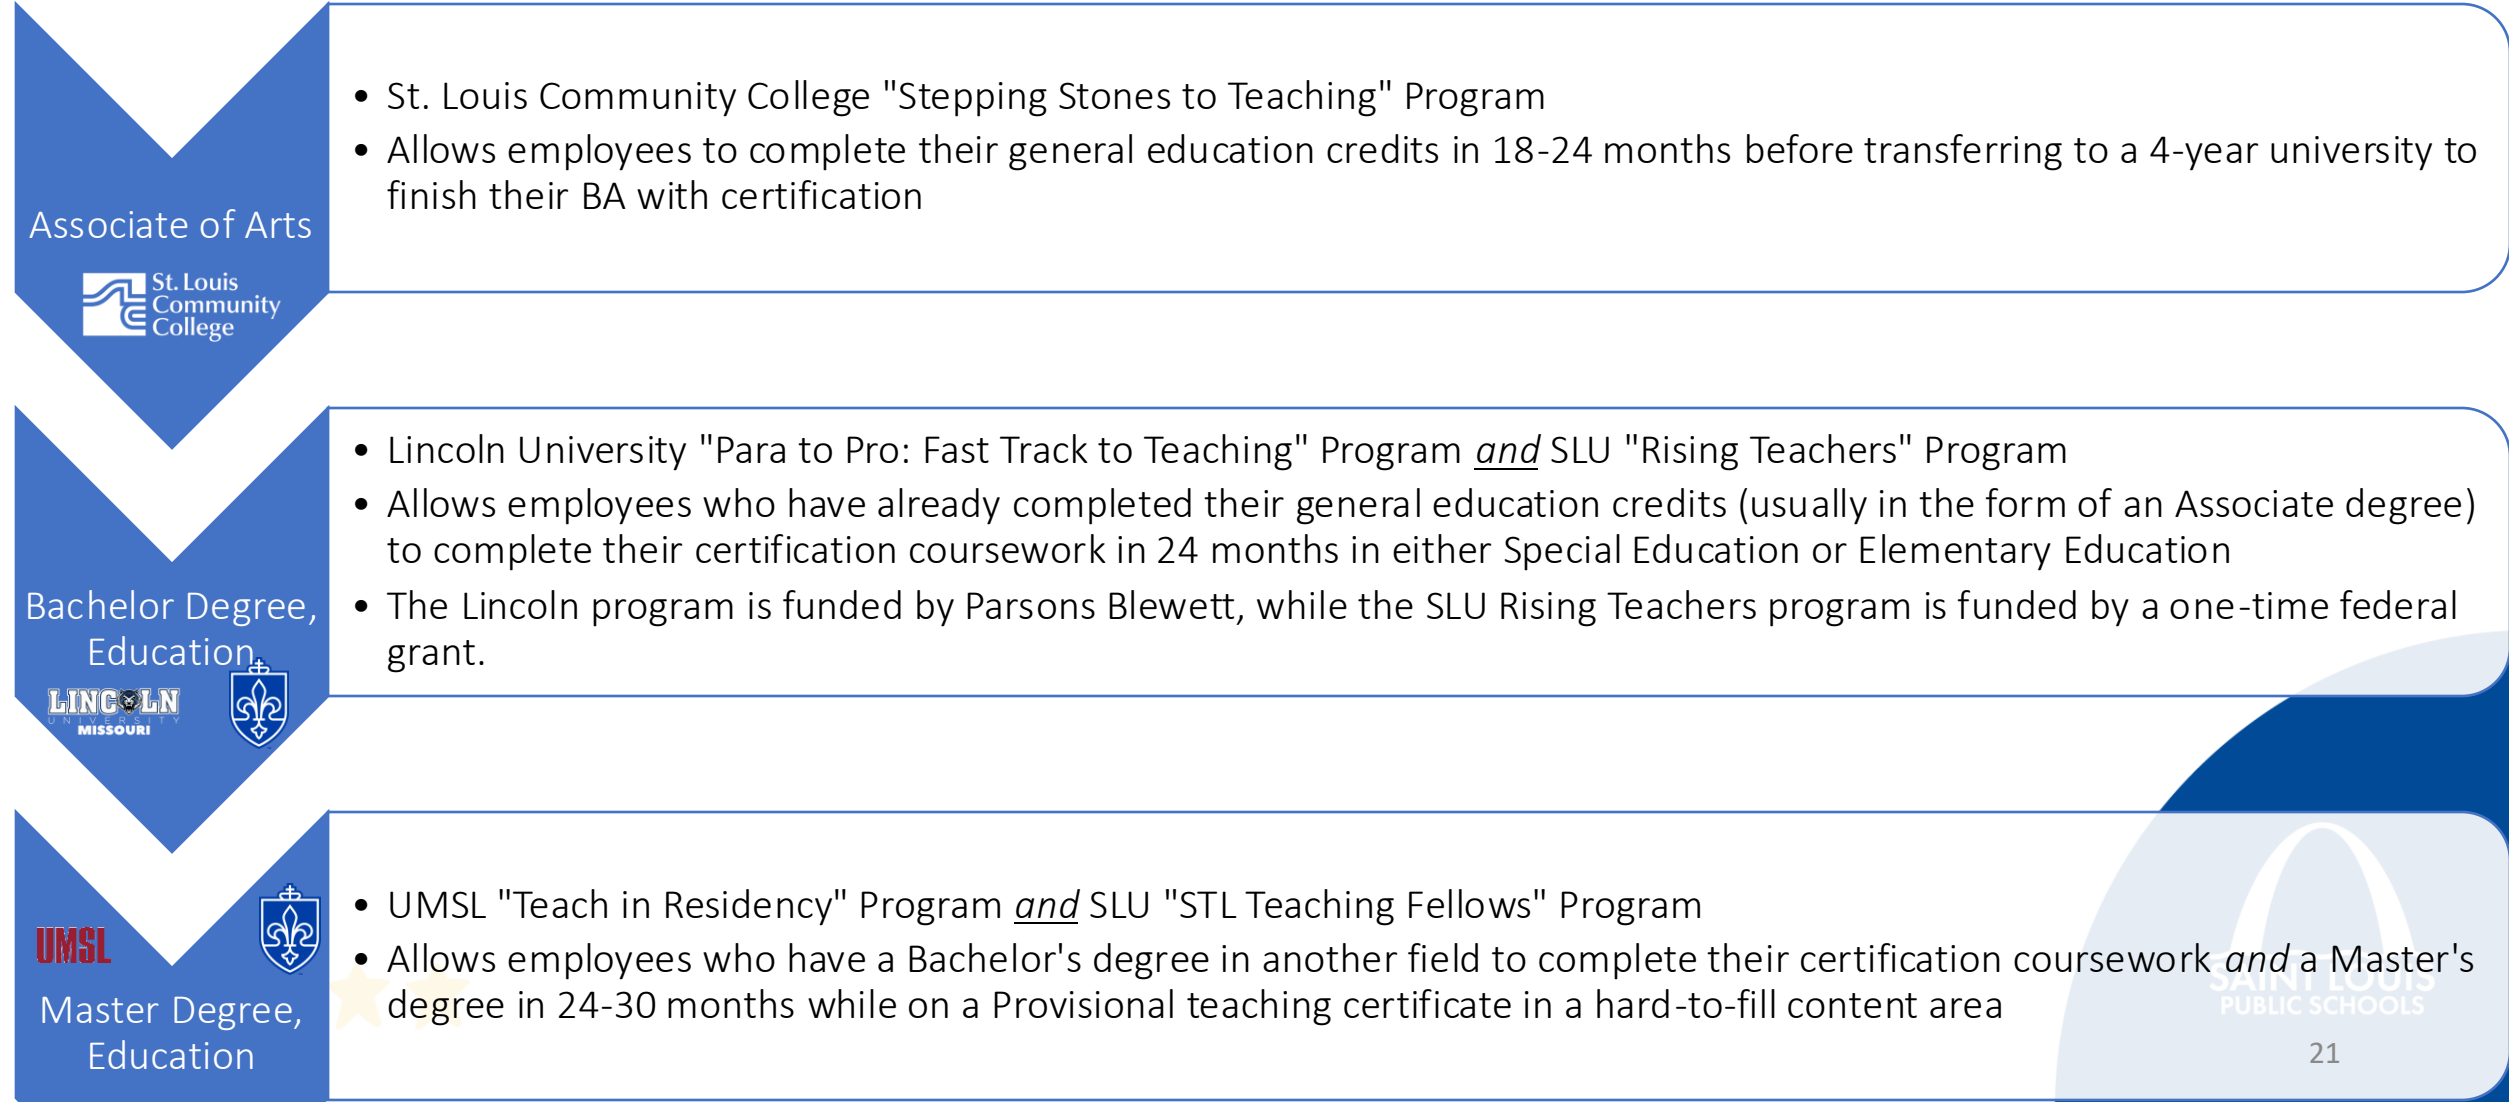 • St. Louis Community College "Stepping Stones to Teaching" Program
• Allows employees to complete their general education credits in 18-24 months before transferring to a 4-year university to
finish their BA with certification
Associate of Arts
St. Louis
Community
College
• Lincoln University "Para to Pro: Fast Track to Teaching" Program and SLU "Rising Teachers" Program
• Allows employees who have already completed their general education credits (usually in the form of an Associate degree)
to complete their certification coursework in 24 months in either Special Education or Elementary Education
• The Lincoln program is funded by Parsons Blewett, while the SLU Rising Teachers program is funded by a one-time federal
grant.
Bachelor Degree,
Education
LINCOLN
UNIVERSITY
MISSOURI
• UMSL "Teach in Residency" Program and SLU "STL Teaching Fellows" Program
• Allows employees who have a Bachelor's degree in another field to complete their certification coursework and a Master's
degree in 24-30 months while on a Provisional teaching certificate in a hard-to-fill content area
UMSL
Master Degree,
Education
SAINT LOUIS
PUBLIC SCHOOLS
21